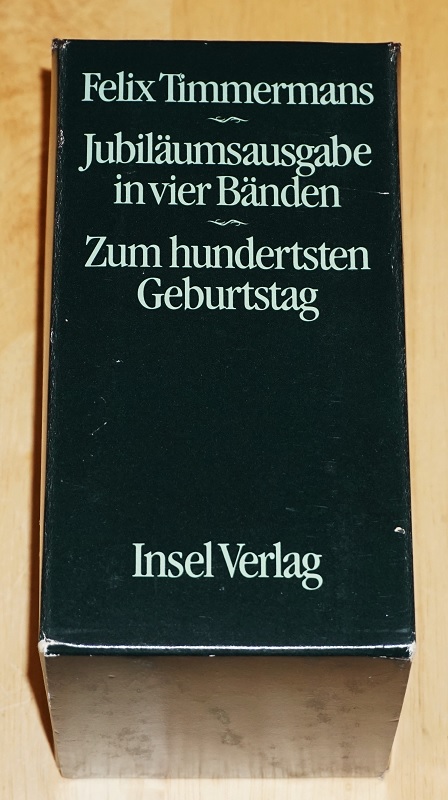 Felix Timmermans
Jubiläumsausgabe
in vier Bänden
Zum hundertsten
Geburtstag
Insel Verlag